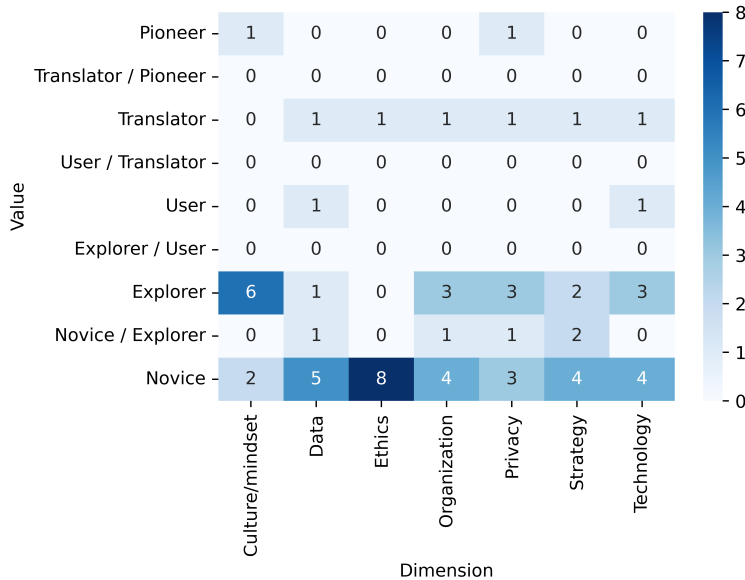 Pioneer 1 0 0 0 1 0 0
Translator / Pioneer 0 0 0 0 0 0 0
Translator 0 1 1 1 1 1 1
User / Translator 0 0 0 0 0 0 0
User 0 1 0 0 0 0 1
Explorer / User 0 0 0 0 0 0 0
Explorer 6 1 0 3 3 2 3
Novice / Explorer 0 1 0 1 1 2 0
Novice 2 5 8 4 3 4 4
Value
Culture/mindset
Data
Ethics
Organization
Privacy
Strategy
Technology
Dimension
8
7
6
5
4
3
2
1
0